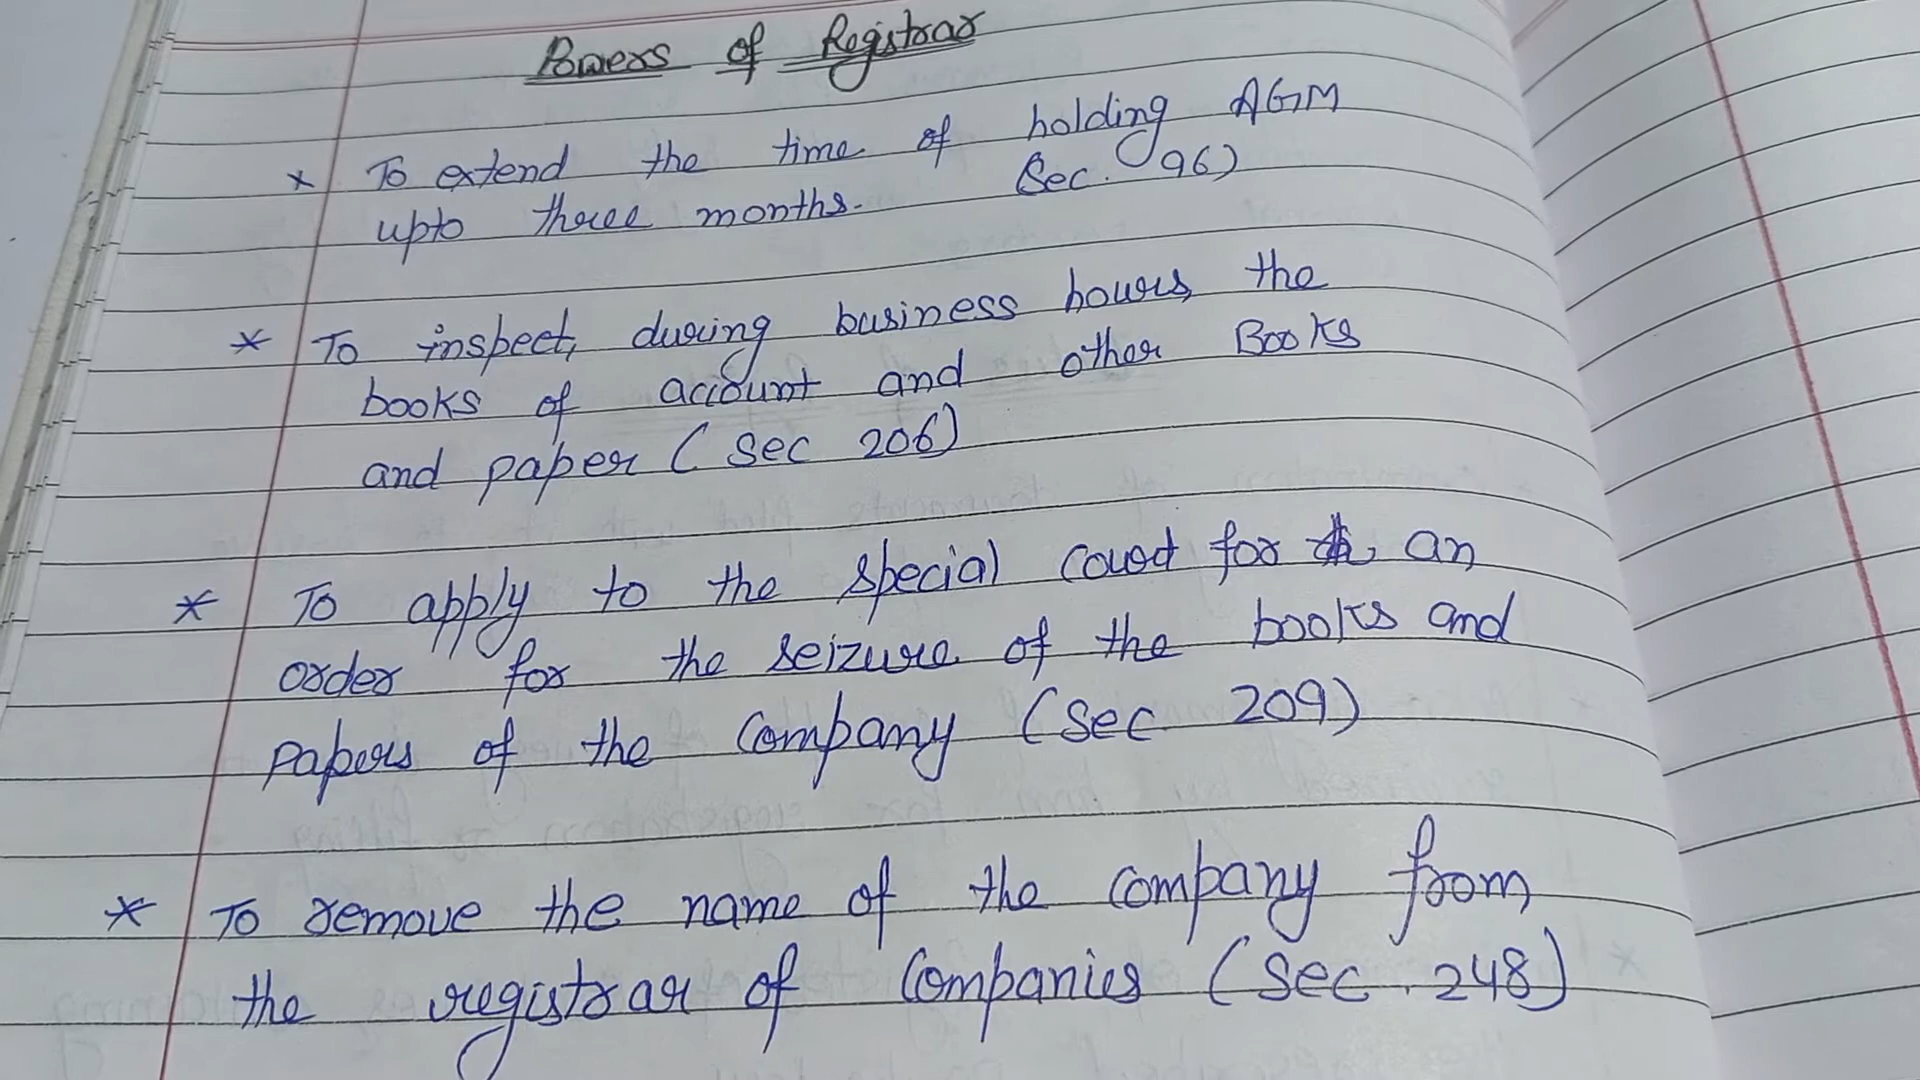 Powers of Registrar
* To extend the time of holding AGM
upto three months. (Sec. 96)
* To inspect, during business hours, the
books of account and other Books
and paper (Sec 206)
* To apply to the special court for an
order for the seizure of the books and
papers of the company (Sec 209)
* To remove the name of the company from
the registrar of Companies (Sec. 248)